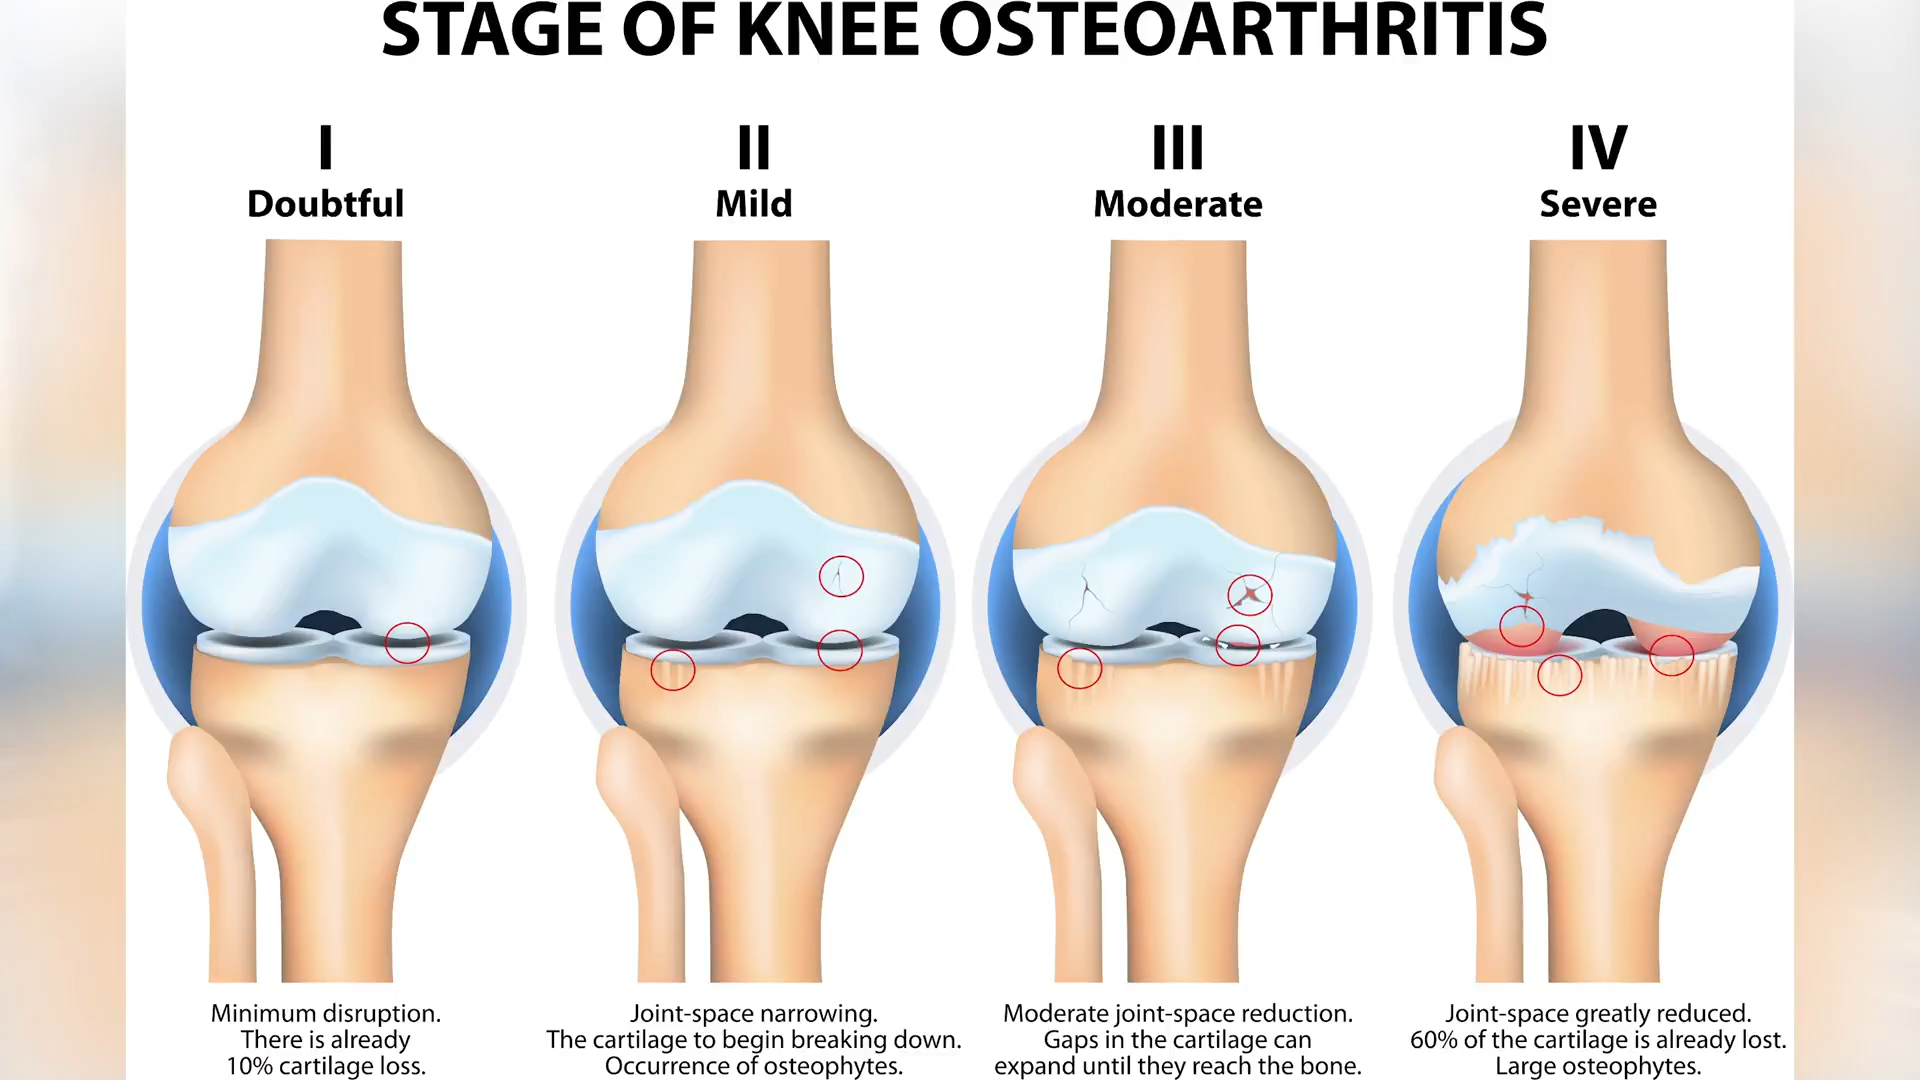 STAGE OF KNEE OSTEOARTHRITIS
I
Doubtful
Minimum disruption.
There is already
10% cartilage loss.
II
Mild
Joint-space narrowing.
The cartilage to begin breaking down.
Occurrence of osteophytes.
III
Moderate
Moderate joint-space reduction.
Gaps in the cartilage can
expand until they reach the bone.
IV
Severe
Joint-space greatly reduced.
60% of the cartilage is already lost.
Large osteophytes.